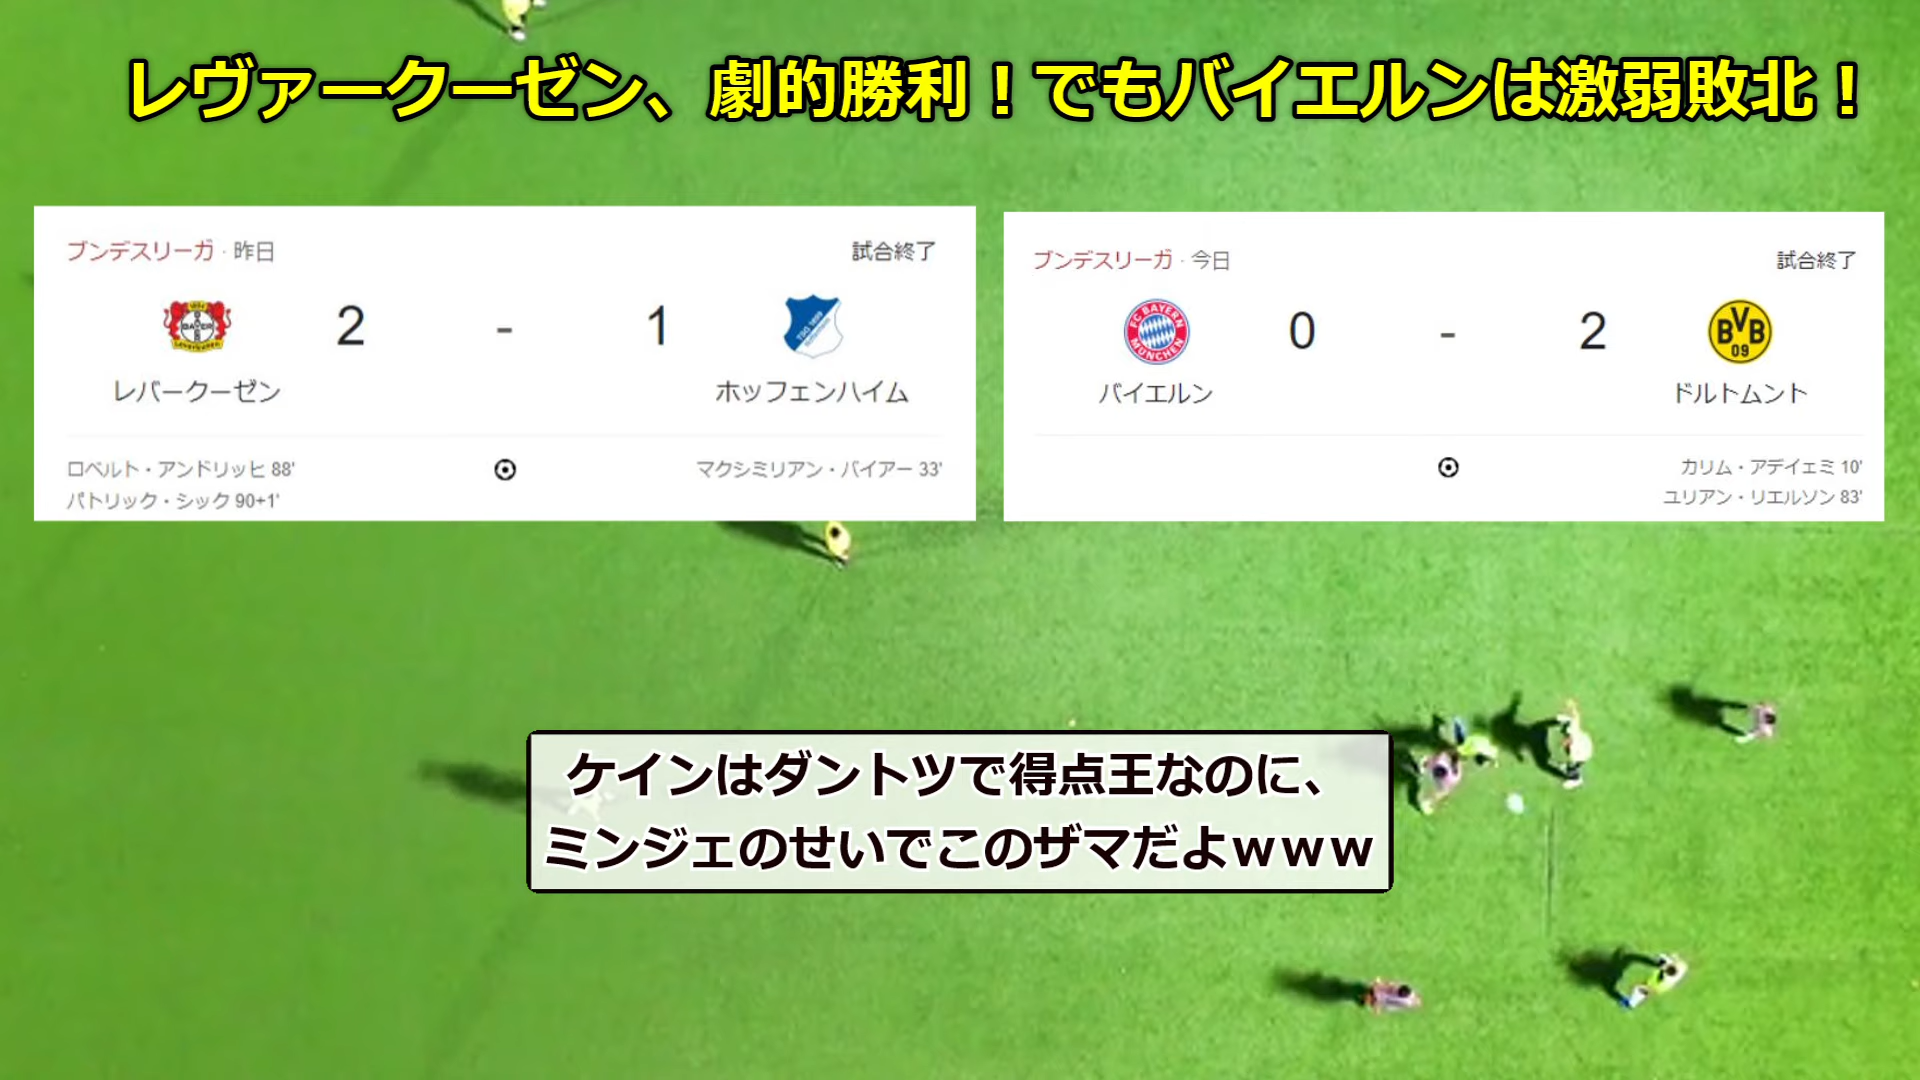 レヴァークーゼン、劇的勝利！でもバイエルンは激弱敗北！
ブンデスリーガ · 昨日 試合終了
2 - 1
レバークーゼン ホッフェンハイム
ロベルト・アンドリッヒ 88' マクシミリアン・バイアー 33'
パトリック・シック 90+1'
ブンデスリーガ · 今日 試合終了
FC BAYERN MÜNCHEN 0 - 2 BVB 09
バイエルン ドルトムント
カリム・アデイェミ 10'
ユリアン・リエルソン 83'
ケインはダントツで得点王なのに、
ミンジェのせいでこのザマだよｗｗｗ